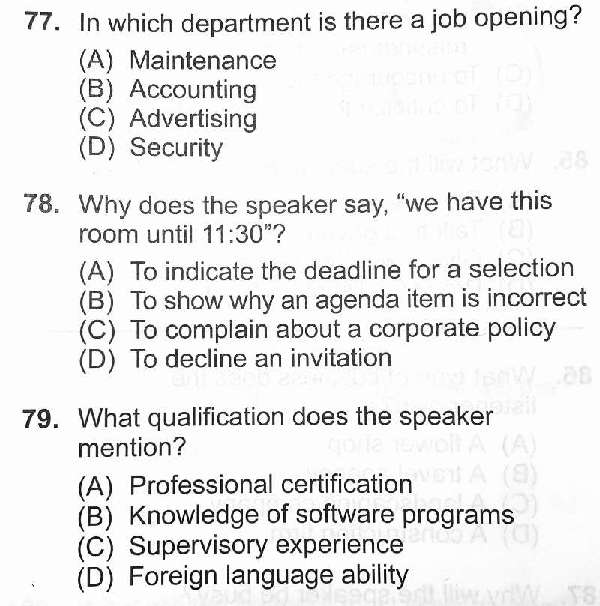 77. In which department is there a job opening?
(A) Maintenance
(B) Accounting
(C) Advertising
(D) Security
78. Why does the speaker say, “we have this
room until 11:30”?
(A) To indicate the deadline for a selection
(B) To show why an agenda item is incorrect
(C) To complain about a corporate policy
(D) To decline an invitation
79. What qualification does the speaker
mention?
(A) Professional certification
(B) Knowledge of software programs
(C) Supervisory experience
(D) Foreign language ability